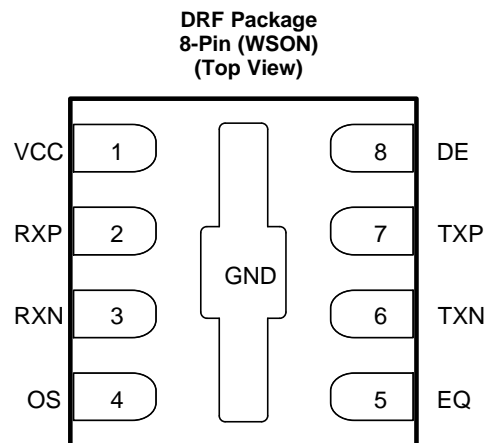 DRF Package
8-Pin (WSON)
(Top View)
VCC 1 8 DE
RXP 2 7 TXP
GND
RXN 3 6 TXN
OS 4 5 EQ